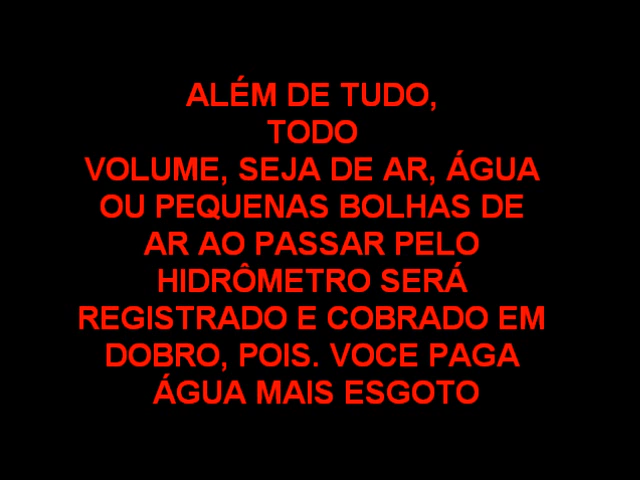 ALÉM DE TUDO,
TODO
VOLUME, SEJA DE AR, ÁGUA
OU PEQUENAS BOLHAS DE
AR AO PASSAR PELO
HIDRÔMETRO SERÁ
REGISTRADO E COBRADO EM
DOBRO, POIS. VOCE PAGA
ÁGUA MAIS ESGOTO